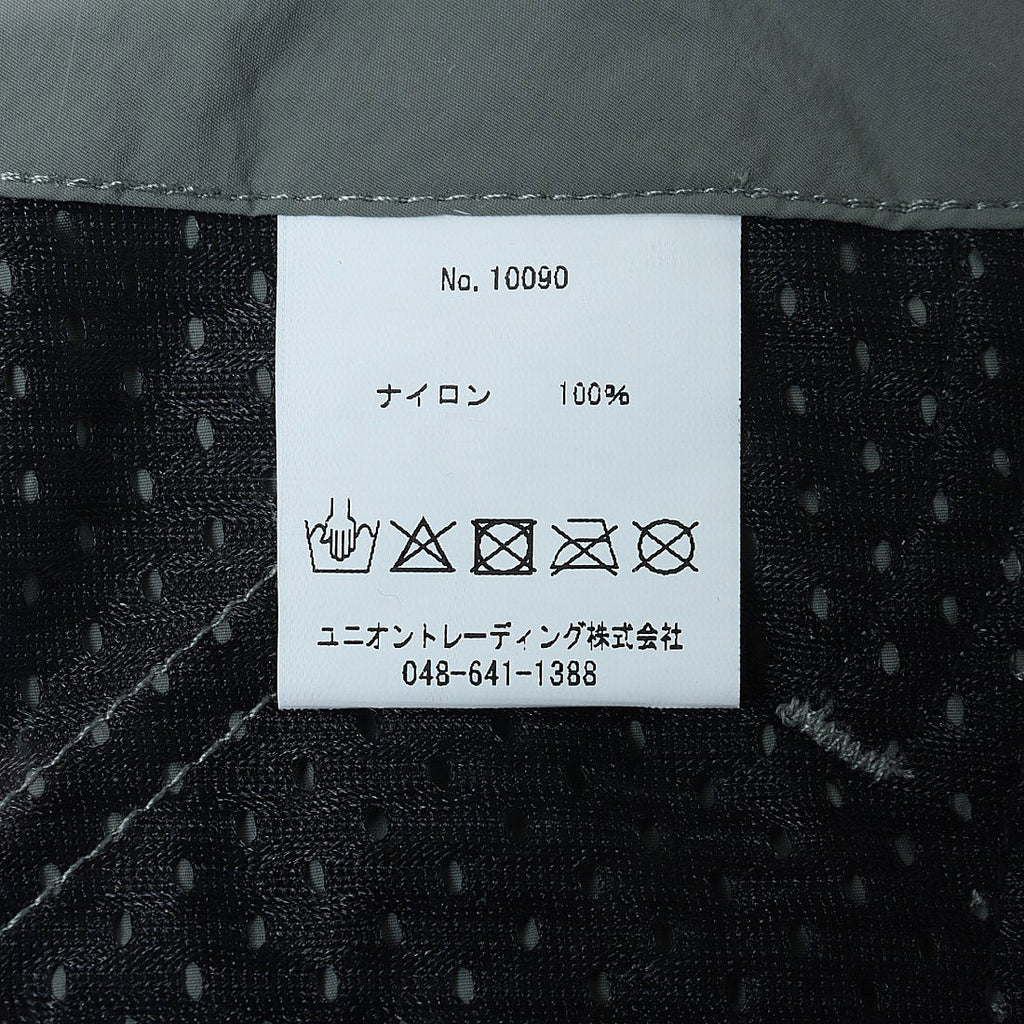 No. 10090
ナイロン 100%
ユニオントレーディング株式会社
048-641-1388